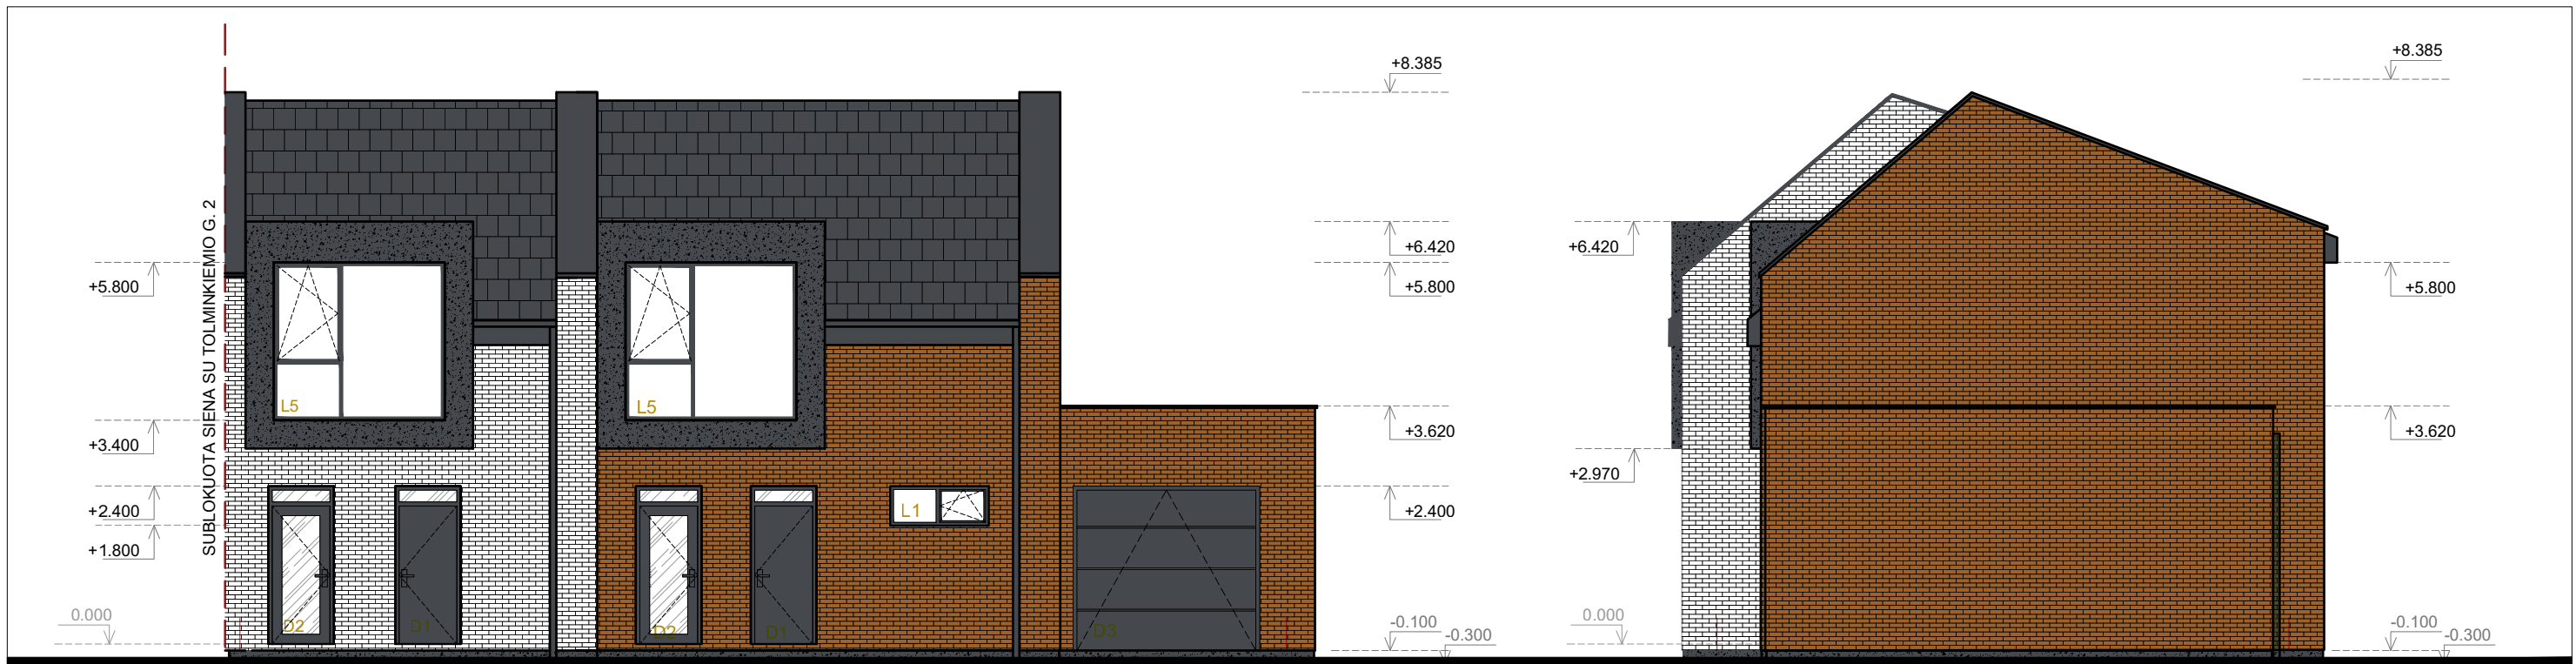 +8.385
+8.385
SUBLOKUOTA SIENA SU TOLMINKIEMIO G. 2
+6.420
+6.420
+5.800
+5.800
+5.800
L5
L5
+3.400
+3.620
+3.620
+2.970
+2.400
L1
+2.400
+1.800
0.000
D2
D1
D2
D1
D3
-0.100
-0.300
0.000
-0.100
-0.300